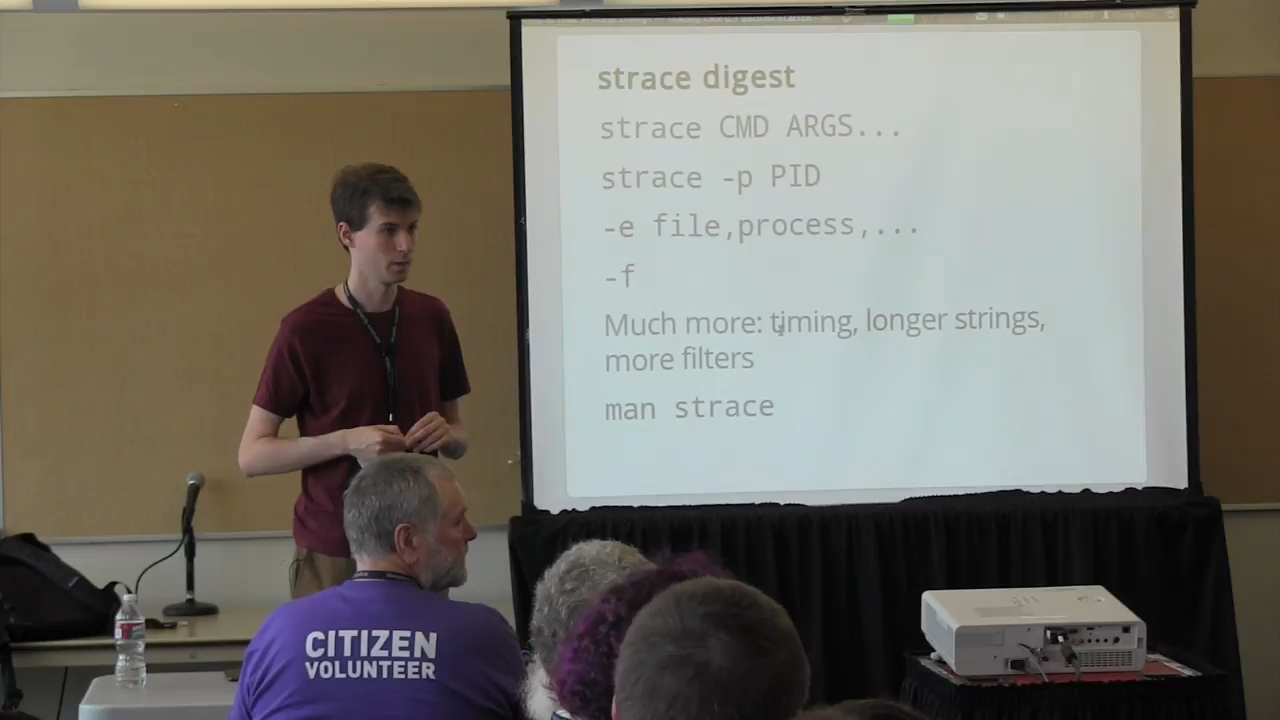 strace digest
strace CMD ARGS...
strace -p PID
-e file,process,...
-f
Much more: timing, longer strings,
more filters
man strace
CITIZEN
VOLUNTEER